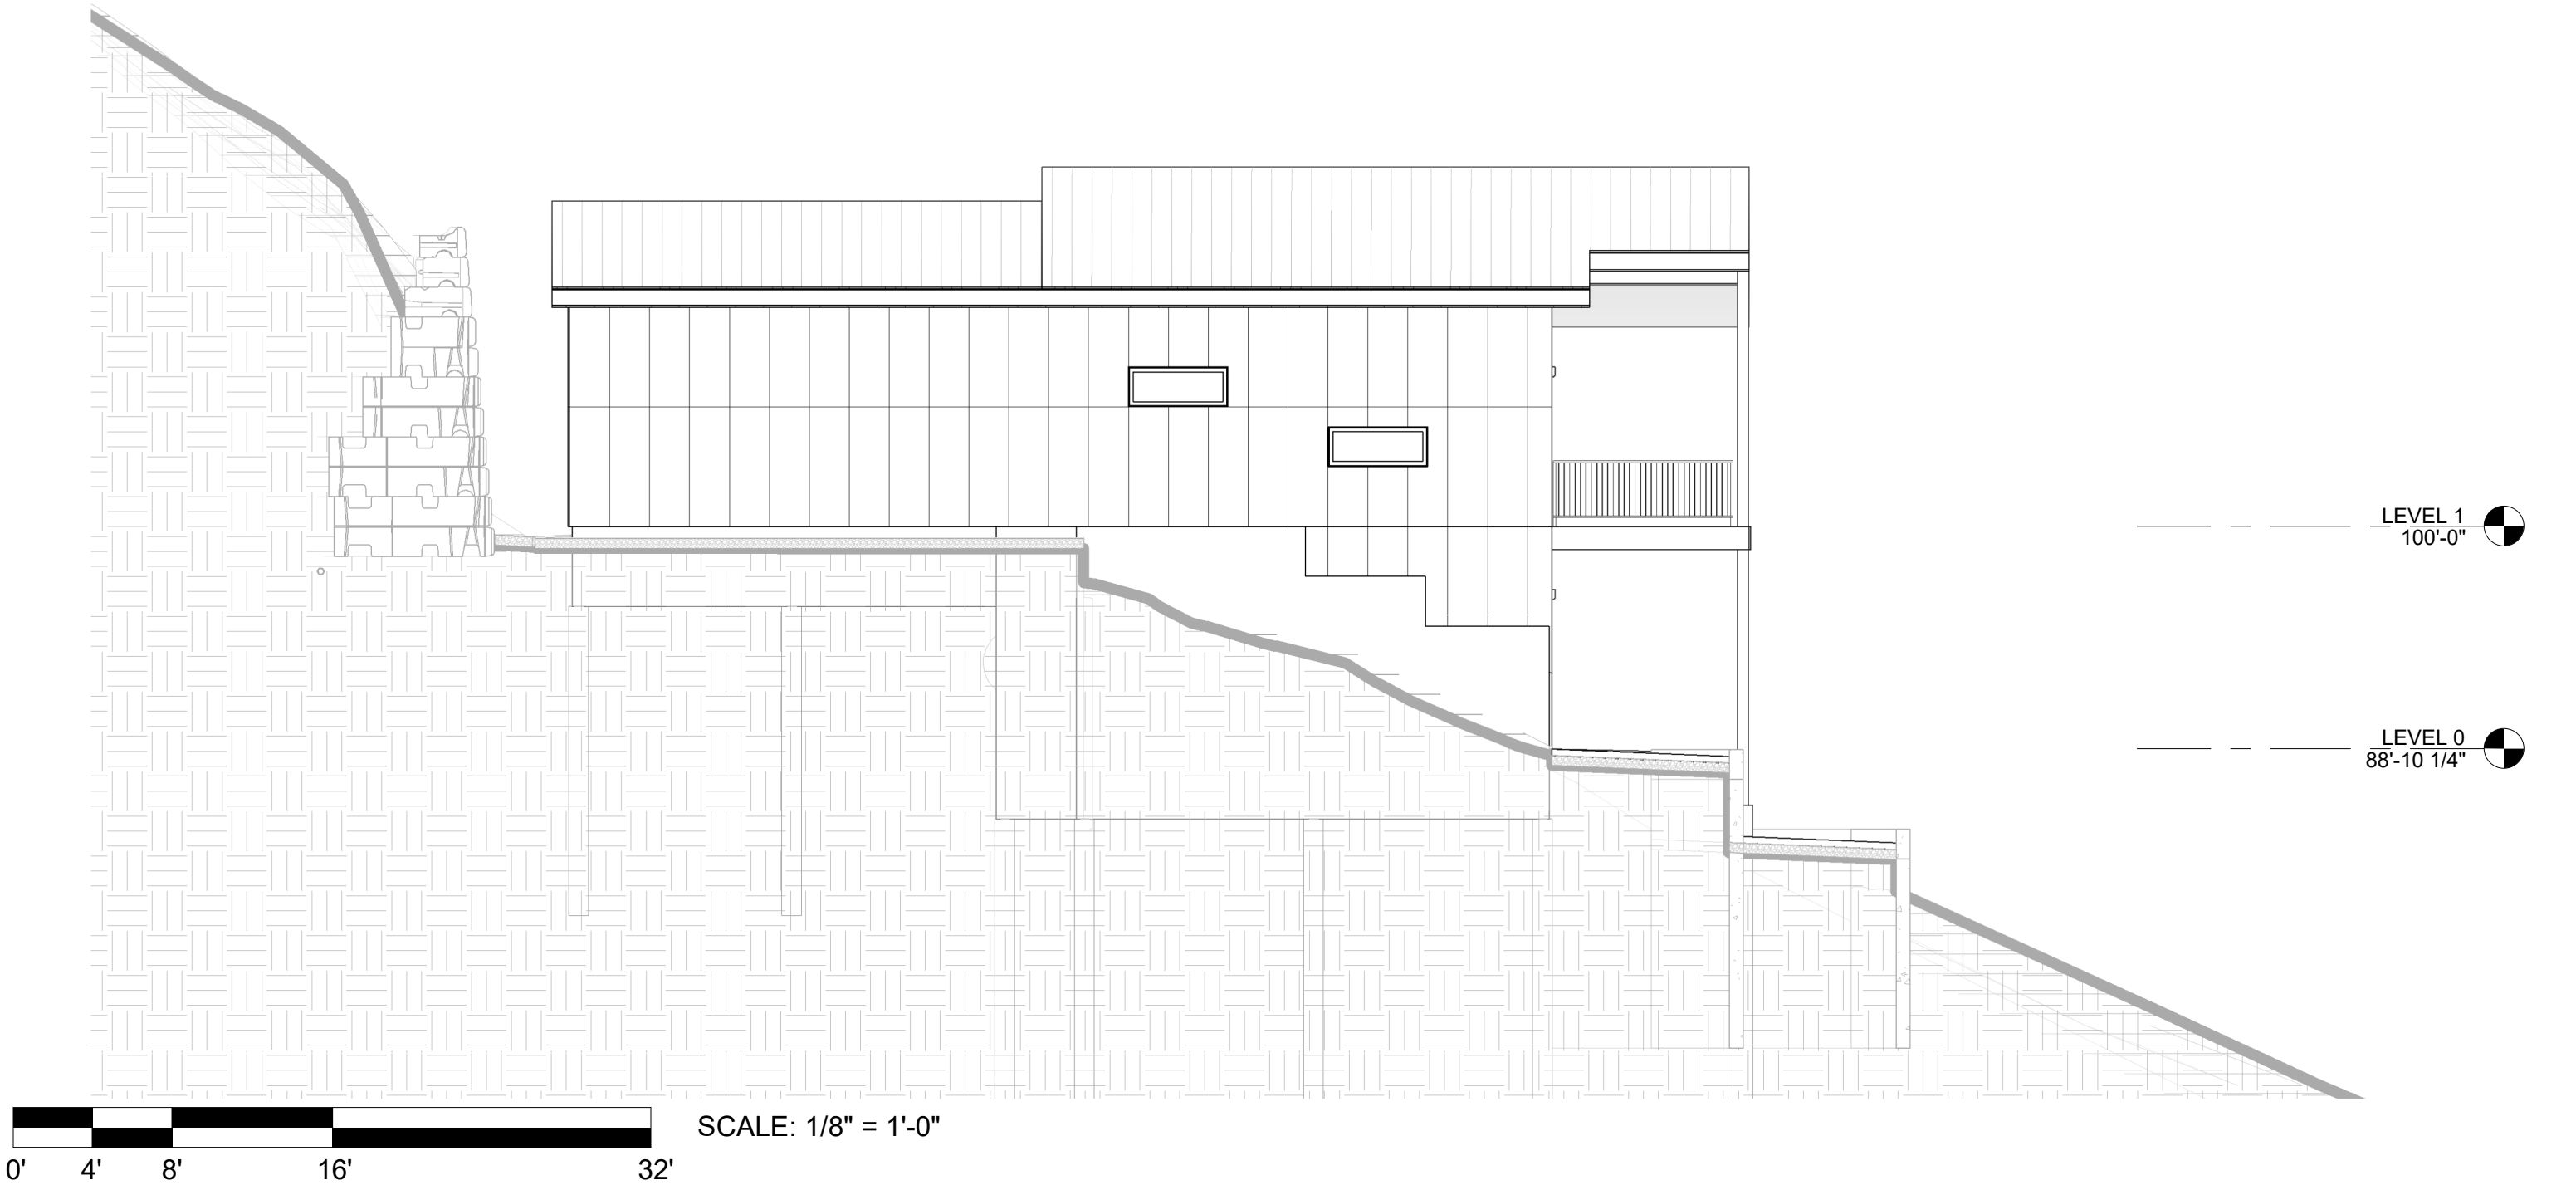 LEVEL 1
100'-0"
LEVEL 0
88'-10 1/4"
SCALE: 1/8" = 1'-0"
0' 4' 8' 16' 32'